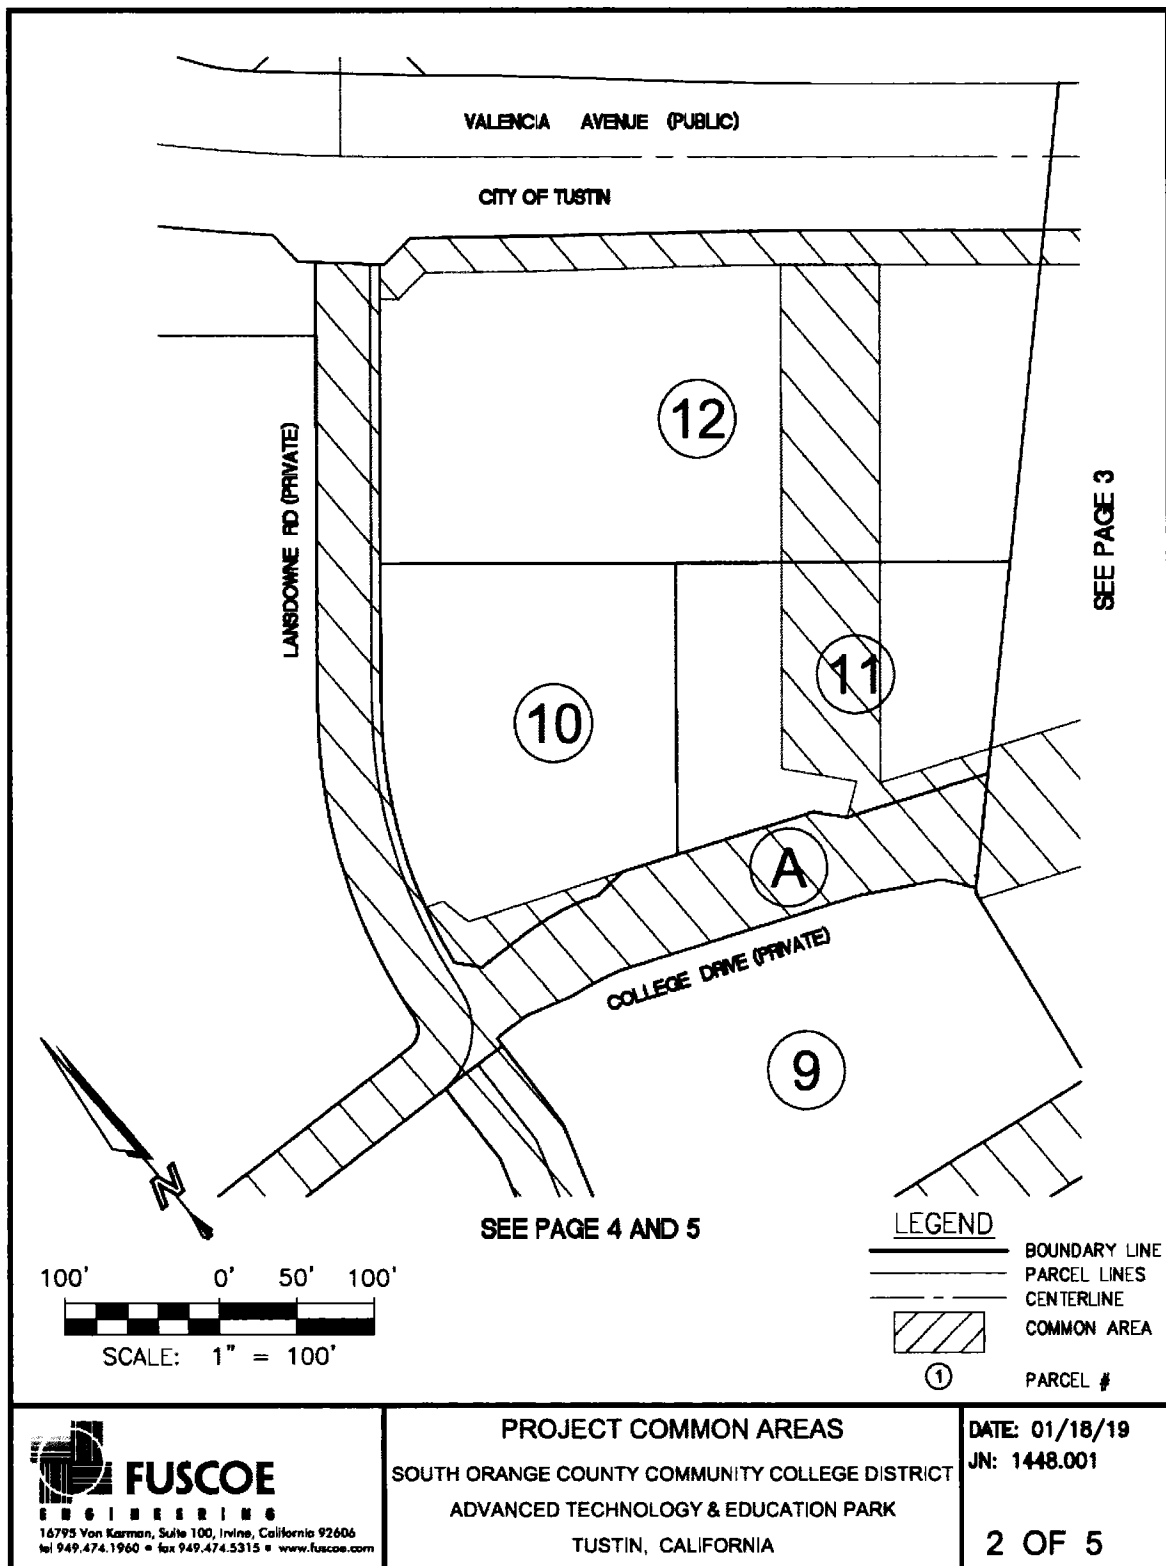 VALENCIA AVENUE (PUBLIC)
CITY OF TUSTIN
LANSDOWNE RD (PRIVATE)
12
SEE PAGE 3
11
10
A
COLLEGE DRIVE (PRIVATE)
9
N
SEE PAGE 4 AND 5
LEGEND
BOUNDARY LINE
PARCEL LINES
CENTERLINE
COMMON AREA
1 PARCEL #
100' 0' 50' 100'
SCALE: 1" = 100'
FUSCOE
ENGINEERING
16795 Von Karman, Suite 100, Irvine, California 92606
tel 949.474.1960 • fax 949.474.5315 • www.fuscoe.com
PROJECT COMMON AREAS
SOUTH ORANGE COUNTY COMMUNITY COLLEGE DISTRICT
ADVANCED TECHNOLOGY & EDUCATION PARK
TUSTIN, CALIFORNIA
DATE: 01/18/19
JN: 1448.001
2 OF 5